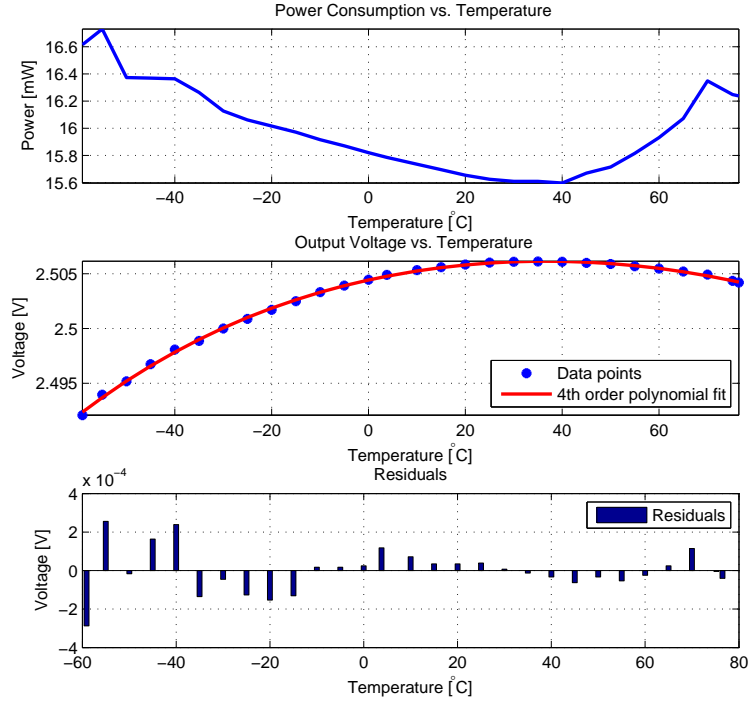 Power Consumption vs. Temperature
16.6
16.4
16.2
16
15.8
15.6
Power [mW]
−40 −20 0 20 40 60
Temperature [°C]
Output Voltage vs. Temperature
2.505
2.5
2.495
Voltage [V]
Data points
4th order polynomial fit
−40 −20 0 20 40 60
Temperature [°C]
x 10⁻⁴
Residuals
4
2
0
−2
−4
Voltage [V]
Residuals
−60 −40 −20 0 20 40 60 80
Temperature [°C]